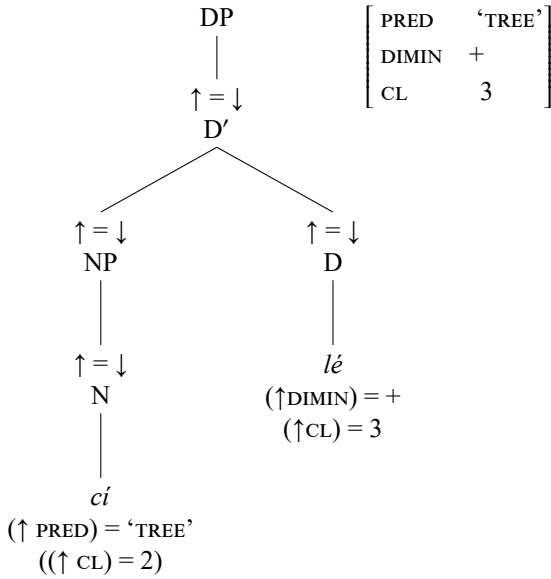 DP
[ PRED ‘TREE’
DIMIN +
CL 3 ]
↑ = ↓
D′
↑ = ↓
NP
↑ = ↓
D
↑ = ↓
N
lé
(↑DIMIN) = +
(↑CL) = 3
cí
(↑ PRED) = ‘TREE’
((↑ CL) = 2)